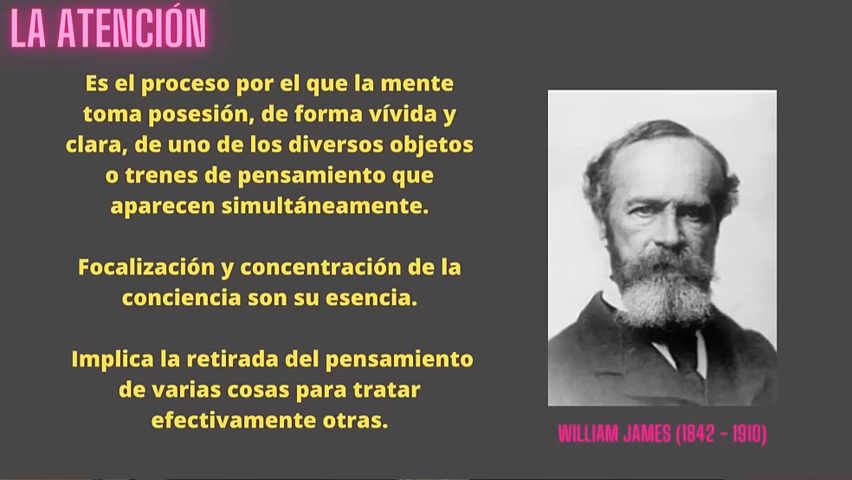 LA ATENCIÓN
Es el proceso por el que la mente
toma posesión, de forma vívida y
clara, de uno de los diversos objetos
o trenes de pensamiento que
aparecen simultáneamente.
Focalización y concentración de la
conciencia son su esencia.
Implica la retirada del pensamiento
de varias cosas para tratar
efectivamente otras.
WILLIAM JAMES (1842 - 1910)